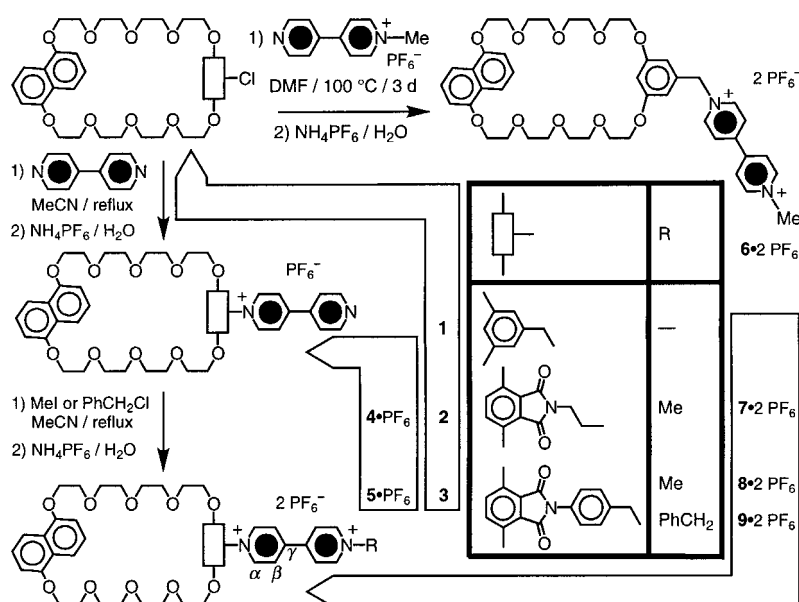 O O O O O
O O O O O
Cl
1) N N⁺–Me
PF₆⁻
DMF / 100 °C / 3 d
2) NH₄PF₆ / H₂O
O O O O O
O O O O O
N⁺
N⁺
Me
2 PF₆⁻
6•2 PF₆
1) N N
MeCN / reflux
2) NH₄PF₆ / H₂O
R
O O O O O
O O O O O
N⁺ N
PF₆⁻
1
—
1) MeI or PhCH₂Cl
MeCN / reflux
2) NH₄PF₆ / H₂O
4•PF₆
2
O
N
O
Me
7•2 PF₆
5•PF₆
3
O
N
O
Me
8•2 PF₆
PhCH₂
9•2 PF₆
O O O O O
O O O O O
2 PF₆⁻
N⁺ N⁺–R
α β γ